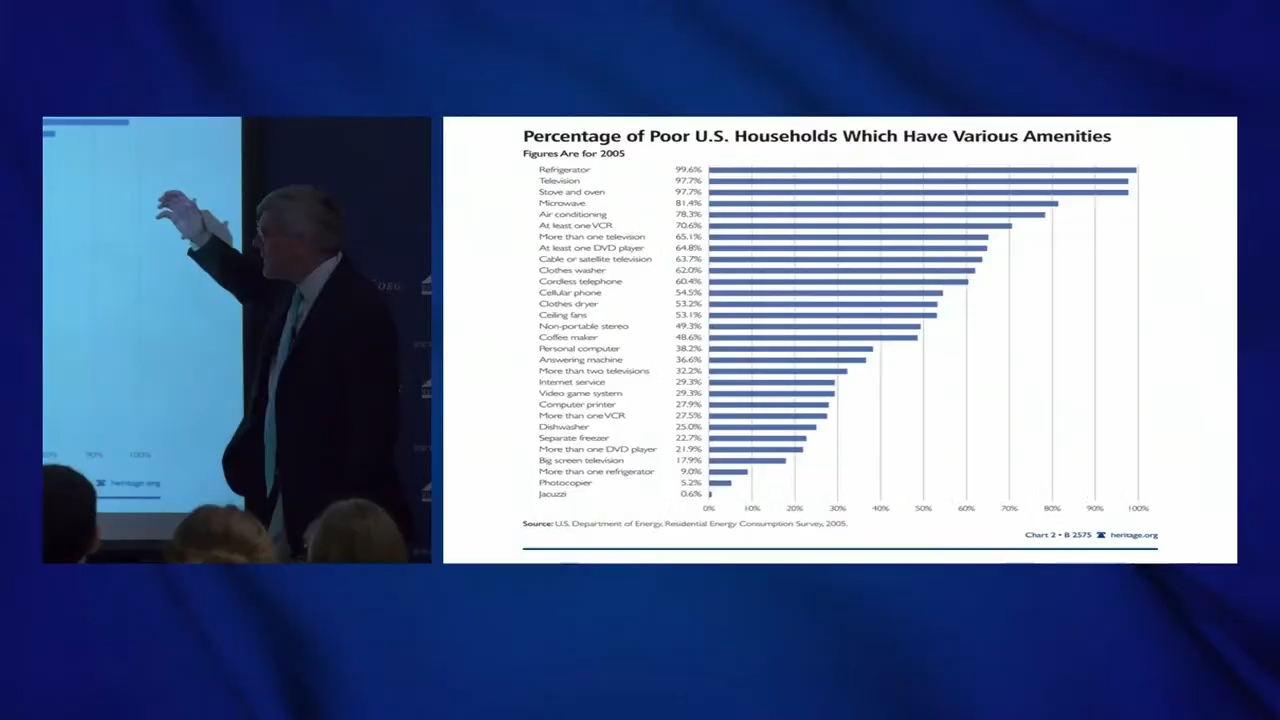 90%
100%
heritage.org
Percentage of Poor U.S. Households Which Have Various Amenities
Figures Are for 2005
Refrigerator 99.6%
Television 97.7%
Stove and oven 97.7%
Microwave 81.4%
Air conditioning 78.3%
At least one VCR 70.6%
More than one television 65.1%
At least one DVD player 64.8%
Cable or satellite television 63.7%
Clothes washer 62.0%
Cordless telephone 60.4%
Cellular phone 54.5%
Clothes dryer 53.2%
Ceiling fans 53.1%
Non-portable stereo 49.3%
Coffee maker 48.6%
Personal computer 38.2%
Answering machine 36.6%
More than two televisions 32.2%
Internet service 29.3%
Video game system 29.3%
Computer printer 27.9%
More than one VCR 27.5%
Dishwasher 25.0%
Separate freezer 22.7%
More than one DVD player 21.9%
Big screen television 17.9%
More than one refrigerator 9.0%
Photocopier 5.2%
Jacuzzi 0.6%
0% 10% 20% 30% 40% 50% 60% 70% 80% 90% 100%
Source: U.S. Department of Energy, Residential Energy Consumption Survey, 2005.
Chart 2 • B 2575 heritage.org